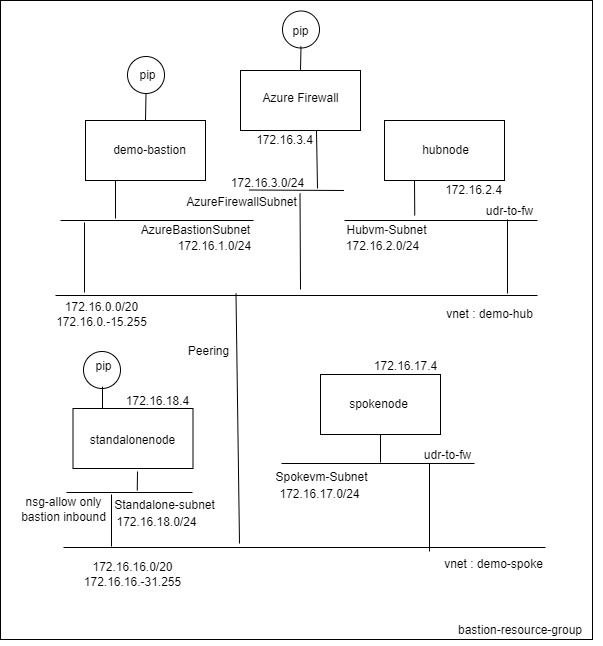 pip
pip
Azure Firewall
demo-bastion
172.16.3.4
hubnode
172.16.3.0/24
172.16.2.4
AzureFirewallSubnet
udr-to-fw
AzureBastionSubnet
172.16.1.0/24
Hubvm-Subnet
172.16.2.0/24
172.16.0.0/20
172.16.0.-15.255
vnet : demo-hub
Peering
pip
172.16.17.4
172.16.18.4
spokenode
standalonenode
udr-to-fw
Spokevm-Subnet
172.16.17.0/24
nsg-allow only
bastion inbound
Standalone-subnet
172.16.18.0/24
172.16.16.0/20
172.16.16.-31.255
vnet : demo-spoke
bastion-resource-group